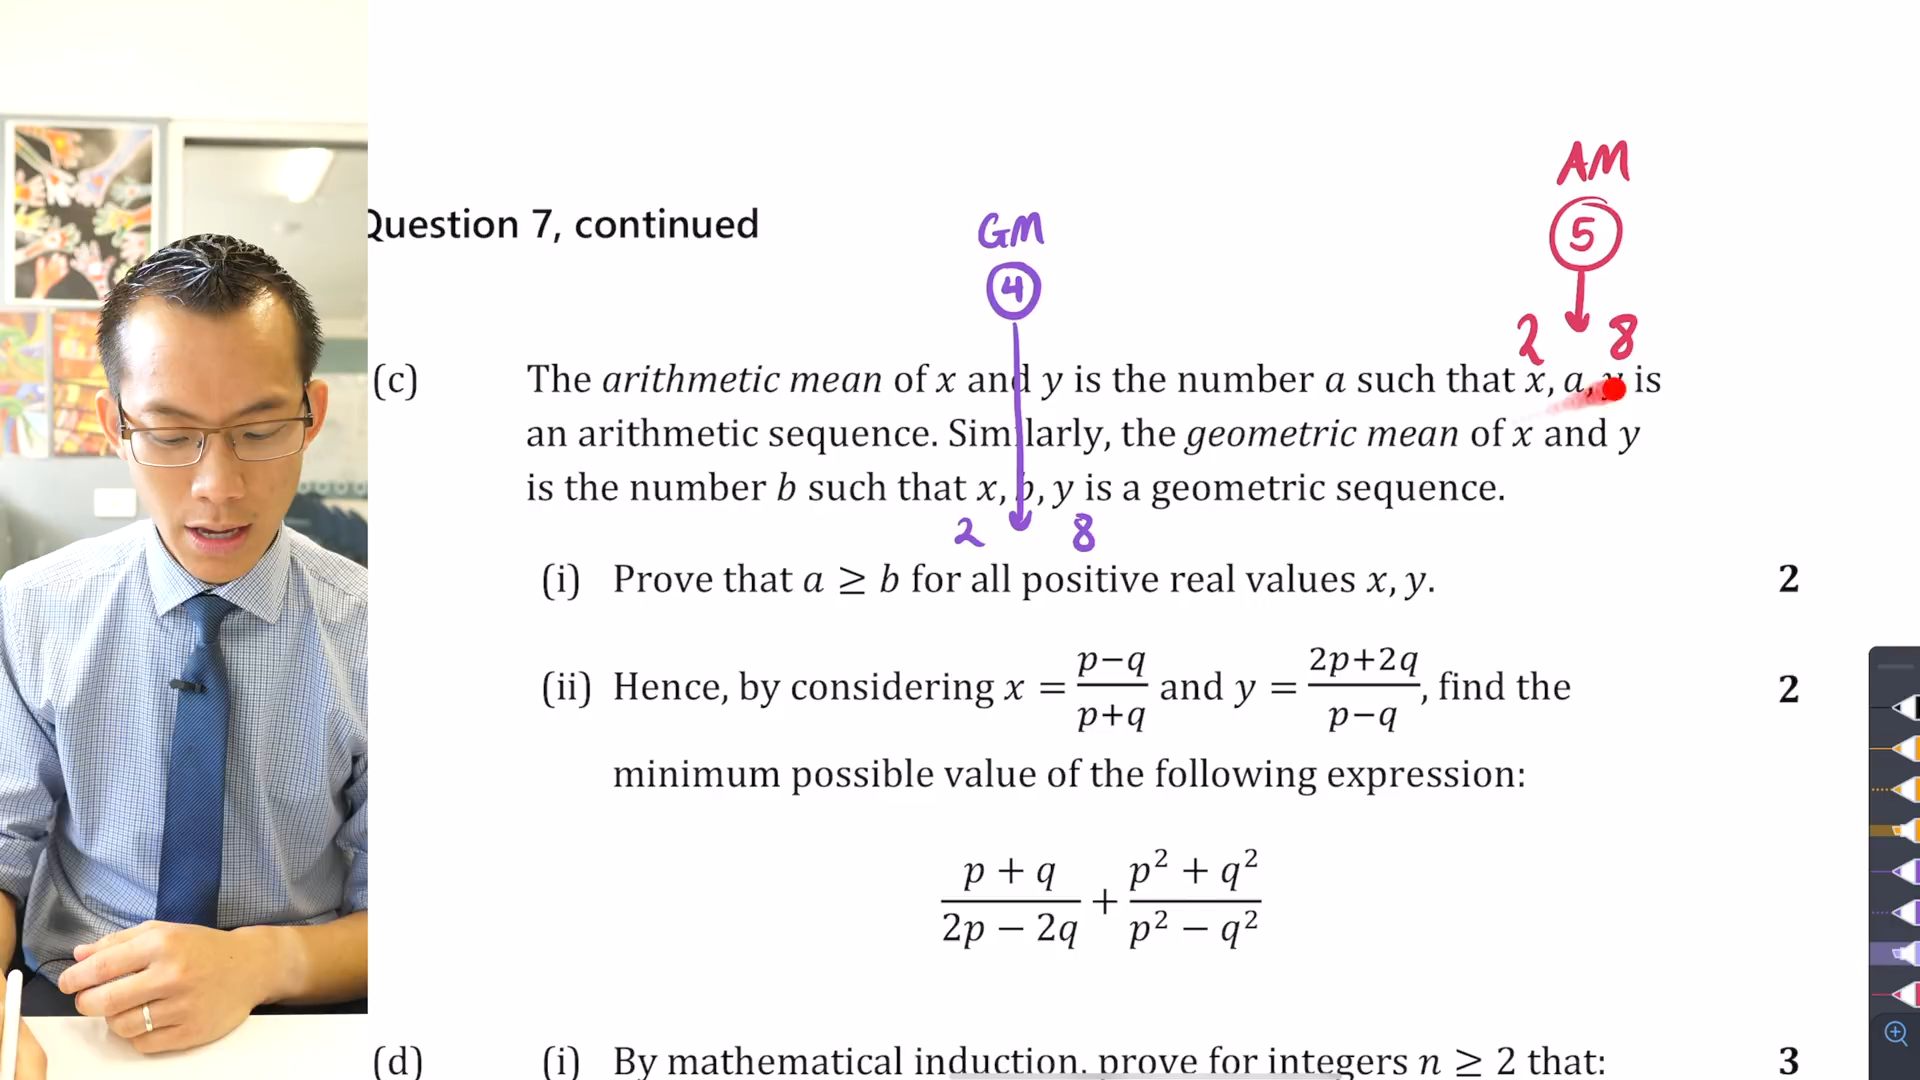 AM
GM
5
Question 7, continued
4
2 8
(c) The arithmetic mean of x and y is the number a such that x, a, y is
an arithmetic sequence. Similarly, the geometric mean of x and y
is the number b such that x, b, y is a geometric sequence.
2 8
(i) Prove that a ≥ b for all positive real values x, y. 2
(ii) Hence, by considering x = p−q/p+q and y = 2p+2q/p−q, find the 2
minimum possible value of the following expression:
p + q/2p − 2q + p² + q²/p² − q²
(d) (i) By mathematical induction, prove for integers n ≥ 2 that: 3